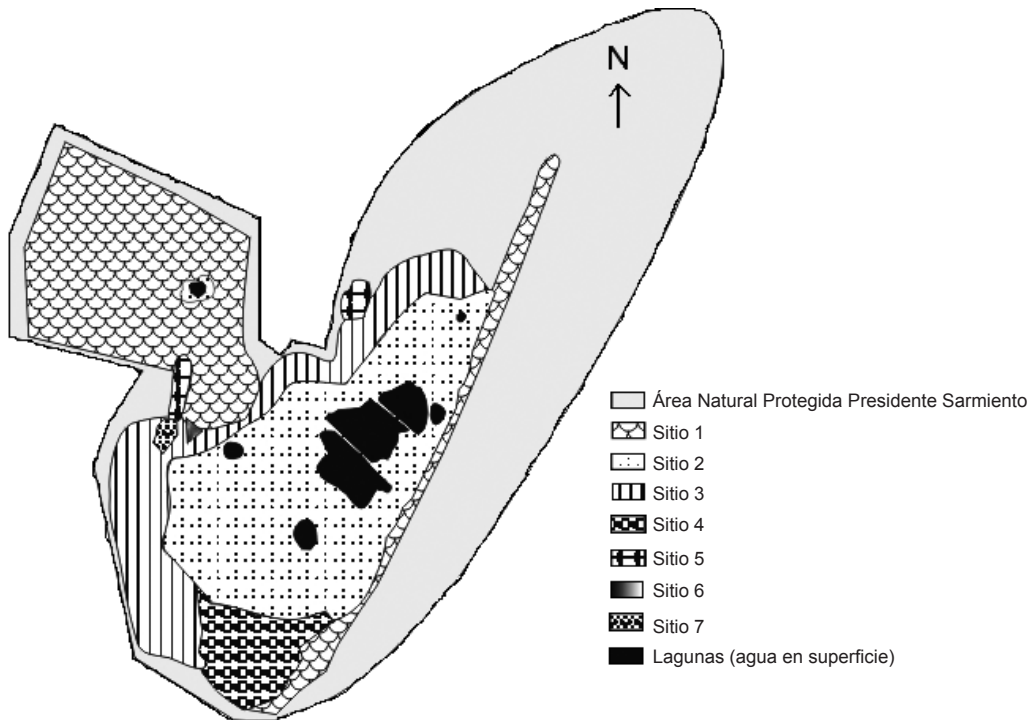 N
Área Natural Protegida Presidente Sarmiento
Sitio 1
Sitio 2
Sitio 3
Sitio 4
Sitio 5
Sitio 6
Sitio 7
Lagunas (agua en superficie)